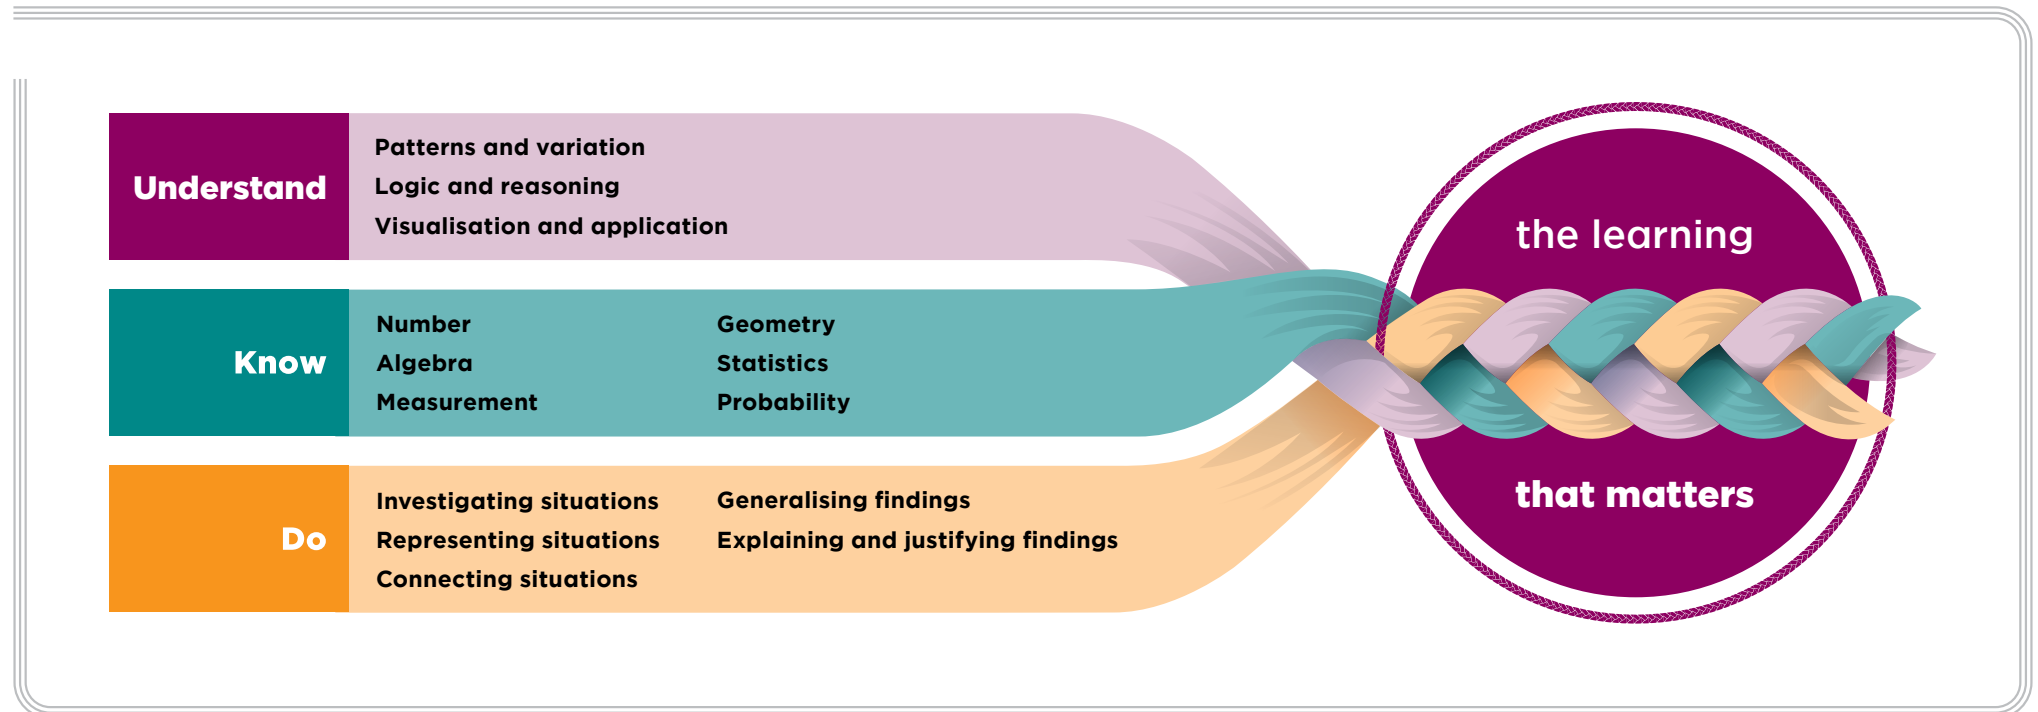 Understand
Patterns and variation
Logic and reasoning
Visualisation and application
Know
Number
Algebra
Measurement
Geometry
Statistics
Probability
Do
Investigating situations
Representing situations
Connecting situations
Generalising findings
Explaining and justifying findings
the learning
that matters